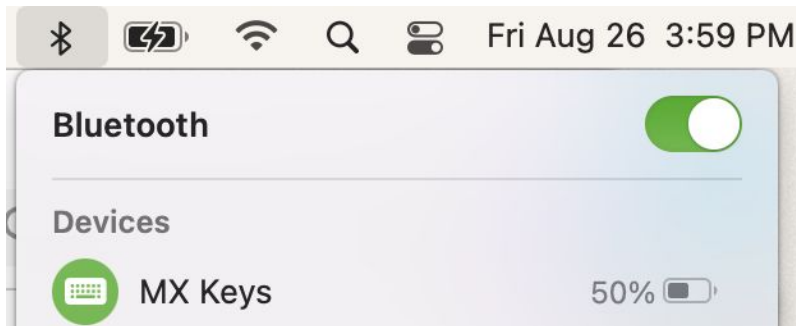 Fri Aug 26 3:59 PM
Bluetooth
Devices
MX Keys 50%